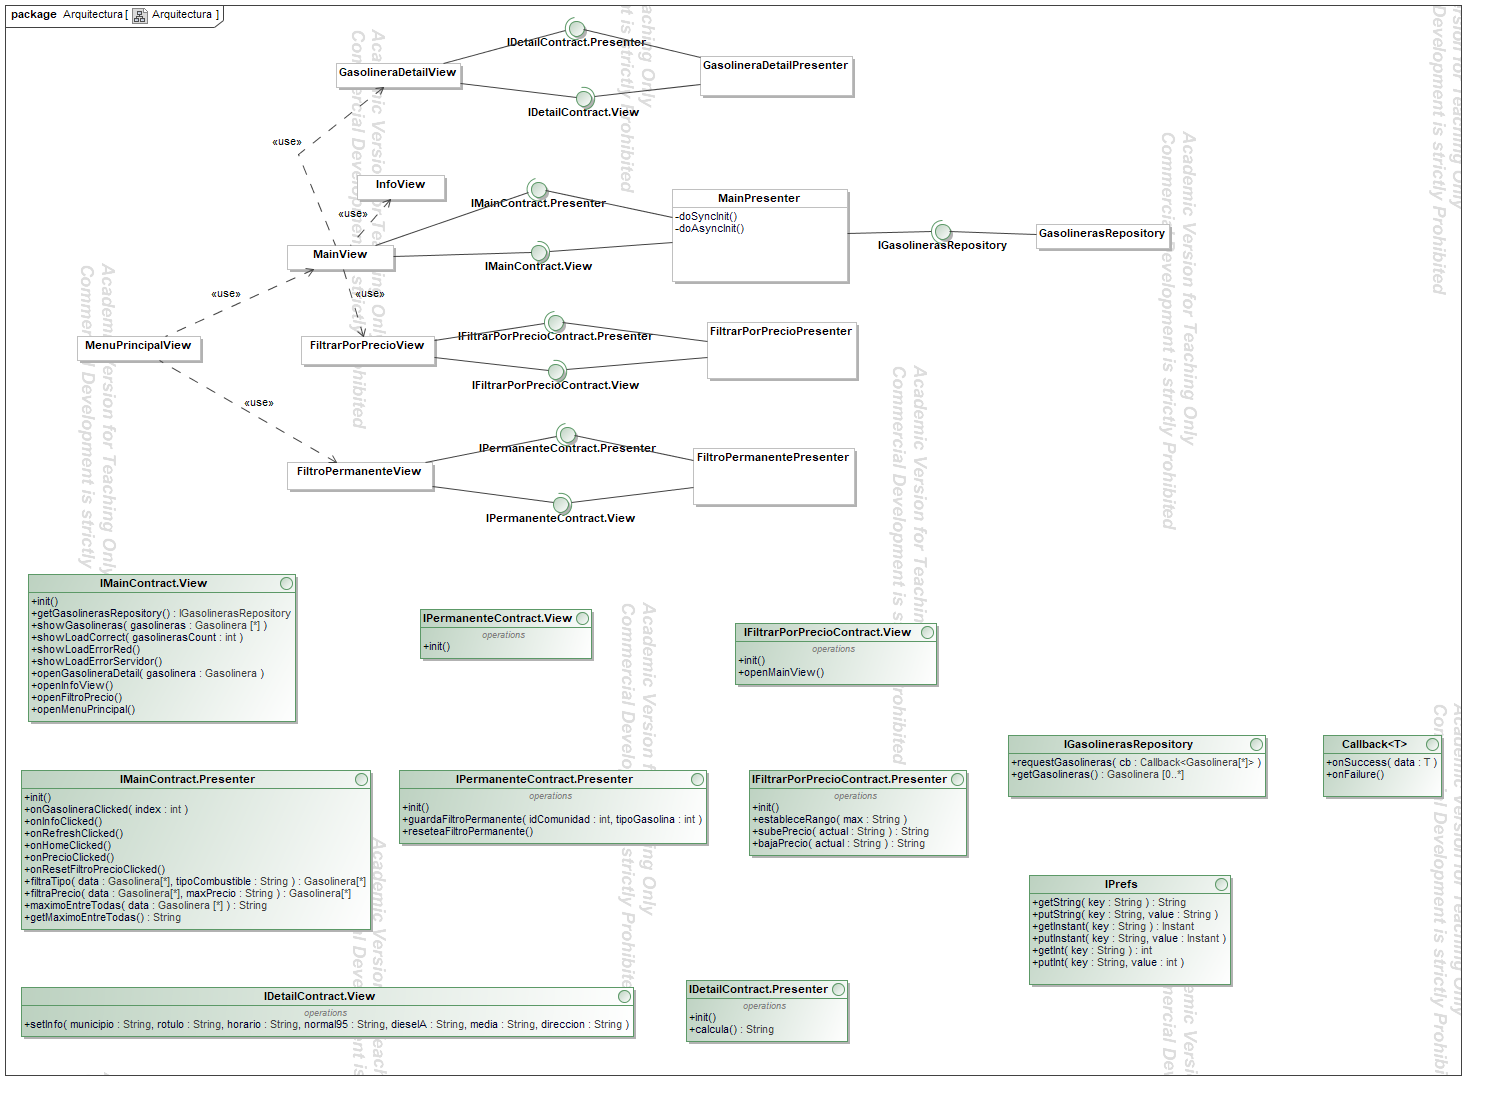 package Arquitectura [ Arquitectura ]
IDetailContract.Presenter
GasolineraDetailView
GasolineraDetailPresenter
IDetailContract.View
«use»
InfoView
«use»
IMainContract.Presenter
MainPresenter
-doSyncInit()
-doAsyncInit()
IGasolinerasRepository
GasolinerasRepository
MainView
IMainContract.View
«use»
«use»
MenuPrincipalView
FiltrarPorPrecioView
IFiltrarPorPrecioContract.Presenter
FiltrarPorPrecioPresenter
IFiltrarPorPrecioContract.View
«use»
IPermanenteContract.Presenter
FiltroPermanenteView
FiltroPermanentePresenter
IPermanenteContract.View
IMainContract.View
+init()
+getGasolinerasRepository() : IGasolinerasRepository
+showGasolineras( gasolineras : Gasolinera [*] )
+showLoadCorrect( gasolinerasCount : int )
+showLoadErrorRed()
+showLoadErrorServidor()
+openGasolineraDetail( gasolinera : Gasolinera )
+openInfoView()
+openFiltroPrecio()
+openMenuPrincipal()
IPermanenteContract.View
operations
+init()
IFiltrarPorPrecioContract.View
operations
+init()
+openMainView()
IGasolinerasRepository
+requestGasolineras( cb : Callback<Gasolinera[*]> )
+getGasolineras() : Gasolinera [0..*]
Callback<T>
+onSuccess( data : T )
+onFailure()
IMainContract.Presenter
+init()
+onGasolineraClicked( index : int )
+onInfoClicked()
+onRefreshClicked()
+onHomeClicked()
+onPrecioClicked()
+onResetFiltroPrecioClicked()
+filtraTipo( data : Gasolinera[*], tipoCombustible : String ) : Gasolinera[*]
+filtraPrecio( data : Gasolinera[*], maxPrecio : String ) : Gasolinera[*]
+maximoEntreTodas( data : Gasolinera [*] ) : String
+getMaximoEntreTodas() : String
IPermanenteContract.Presenter
operations
+init()
+guardaFiltroPermanente( idComunidad : int, tipoGasolina : int )
+reseteaFiltroPermanente()
IFiltrarPorPrecioContract.Presenter
operations
+init()
+estableceRango( max : String )
+subePrecio( actual : String ) : String
+bajaPrecio( actual : String ) : String
IPrefs
+getString( key : String ) : String
+putString( key : String, value : String )
+getInstant( key : String ) : Instant
+putInstant( key : String, value : Instant )
+getInt( key : String ) : int
+putInt( key : String, value : int )
IDetailContract.View
operations
+setInfo( municipio : String, rotulo : String, horario : String, normal95 : String, dieselA : String, media : String, direccion : String )
IDetailContract.Presenter
operations
+init()
+calcula() : String
Academic Version for Teaching Only
Commercial Development is strictly Prohibited